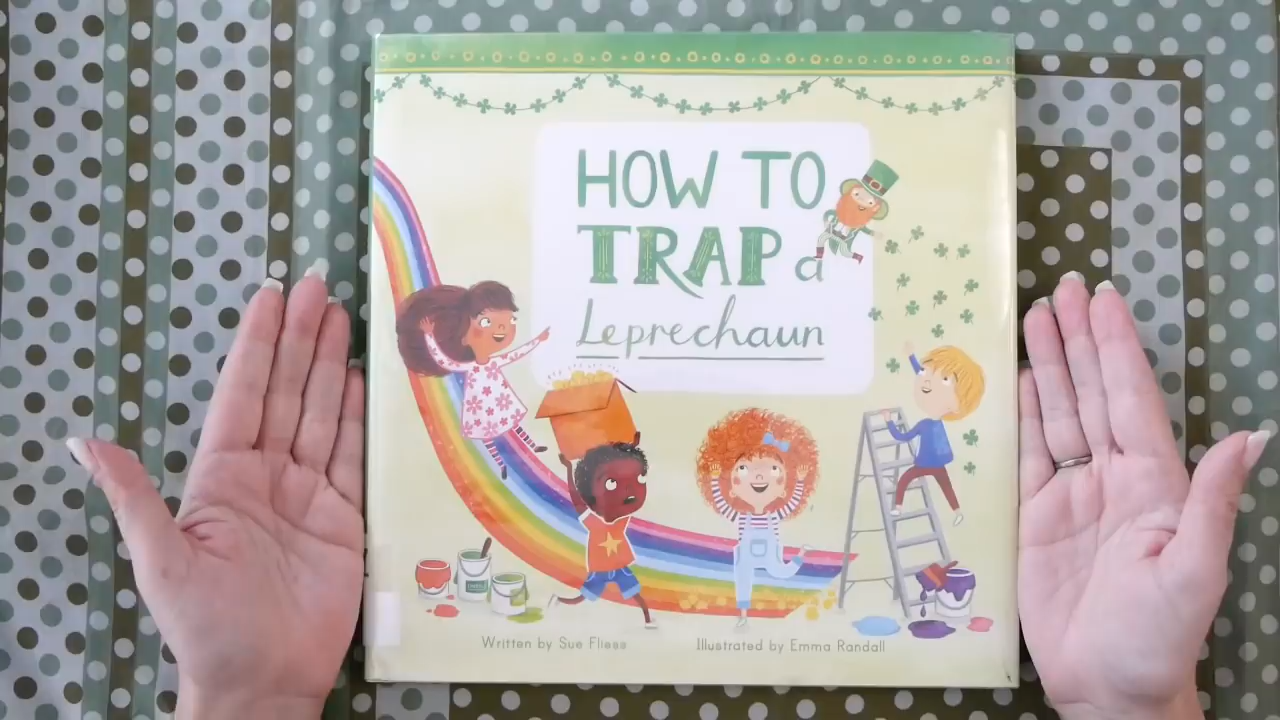 HOW TO
TRAP a
Leprechaun
Written by Sue Fliess
Illustrated by Emma Randall